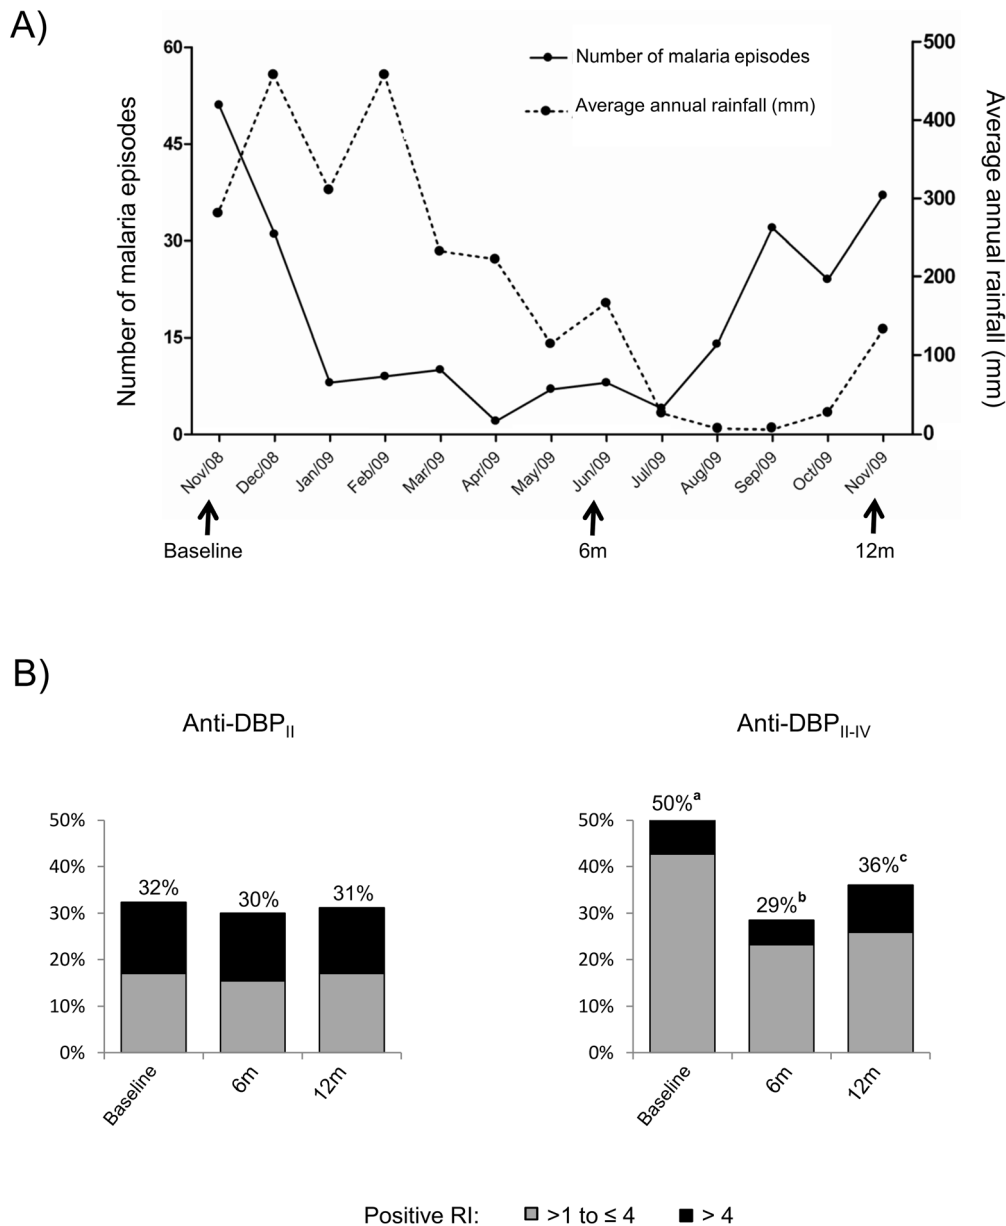 A)
Number of malaria episodes
Average annual rainfall (mm)
60
45
30
15
0
Number of malaria episodes
500
400
300
200
100
0
Average annual rainfall (mm)
Nov/08 Dec/08 Jan/09 Feb/09 Mar/09 Apr/09 May/09 Jun/09 Jul/09 Aug/09 Sep/09 Oct/09 Nov/09
Baseline 6m 12m
B)
Anti-DBPII
50%
40%
30%
20%
10%
0%
32% 30% 31%
Baseline 6m 12m
Anti-DBPII-IV
50%
40%
30%
20%
10%
0%
50%a 29%b 36%c
Baseline 6m 12m
Positive RI: >1 to ≤ 4 > 4